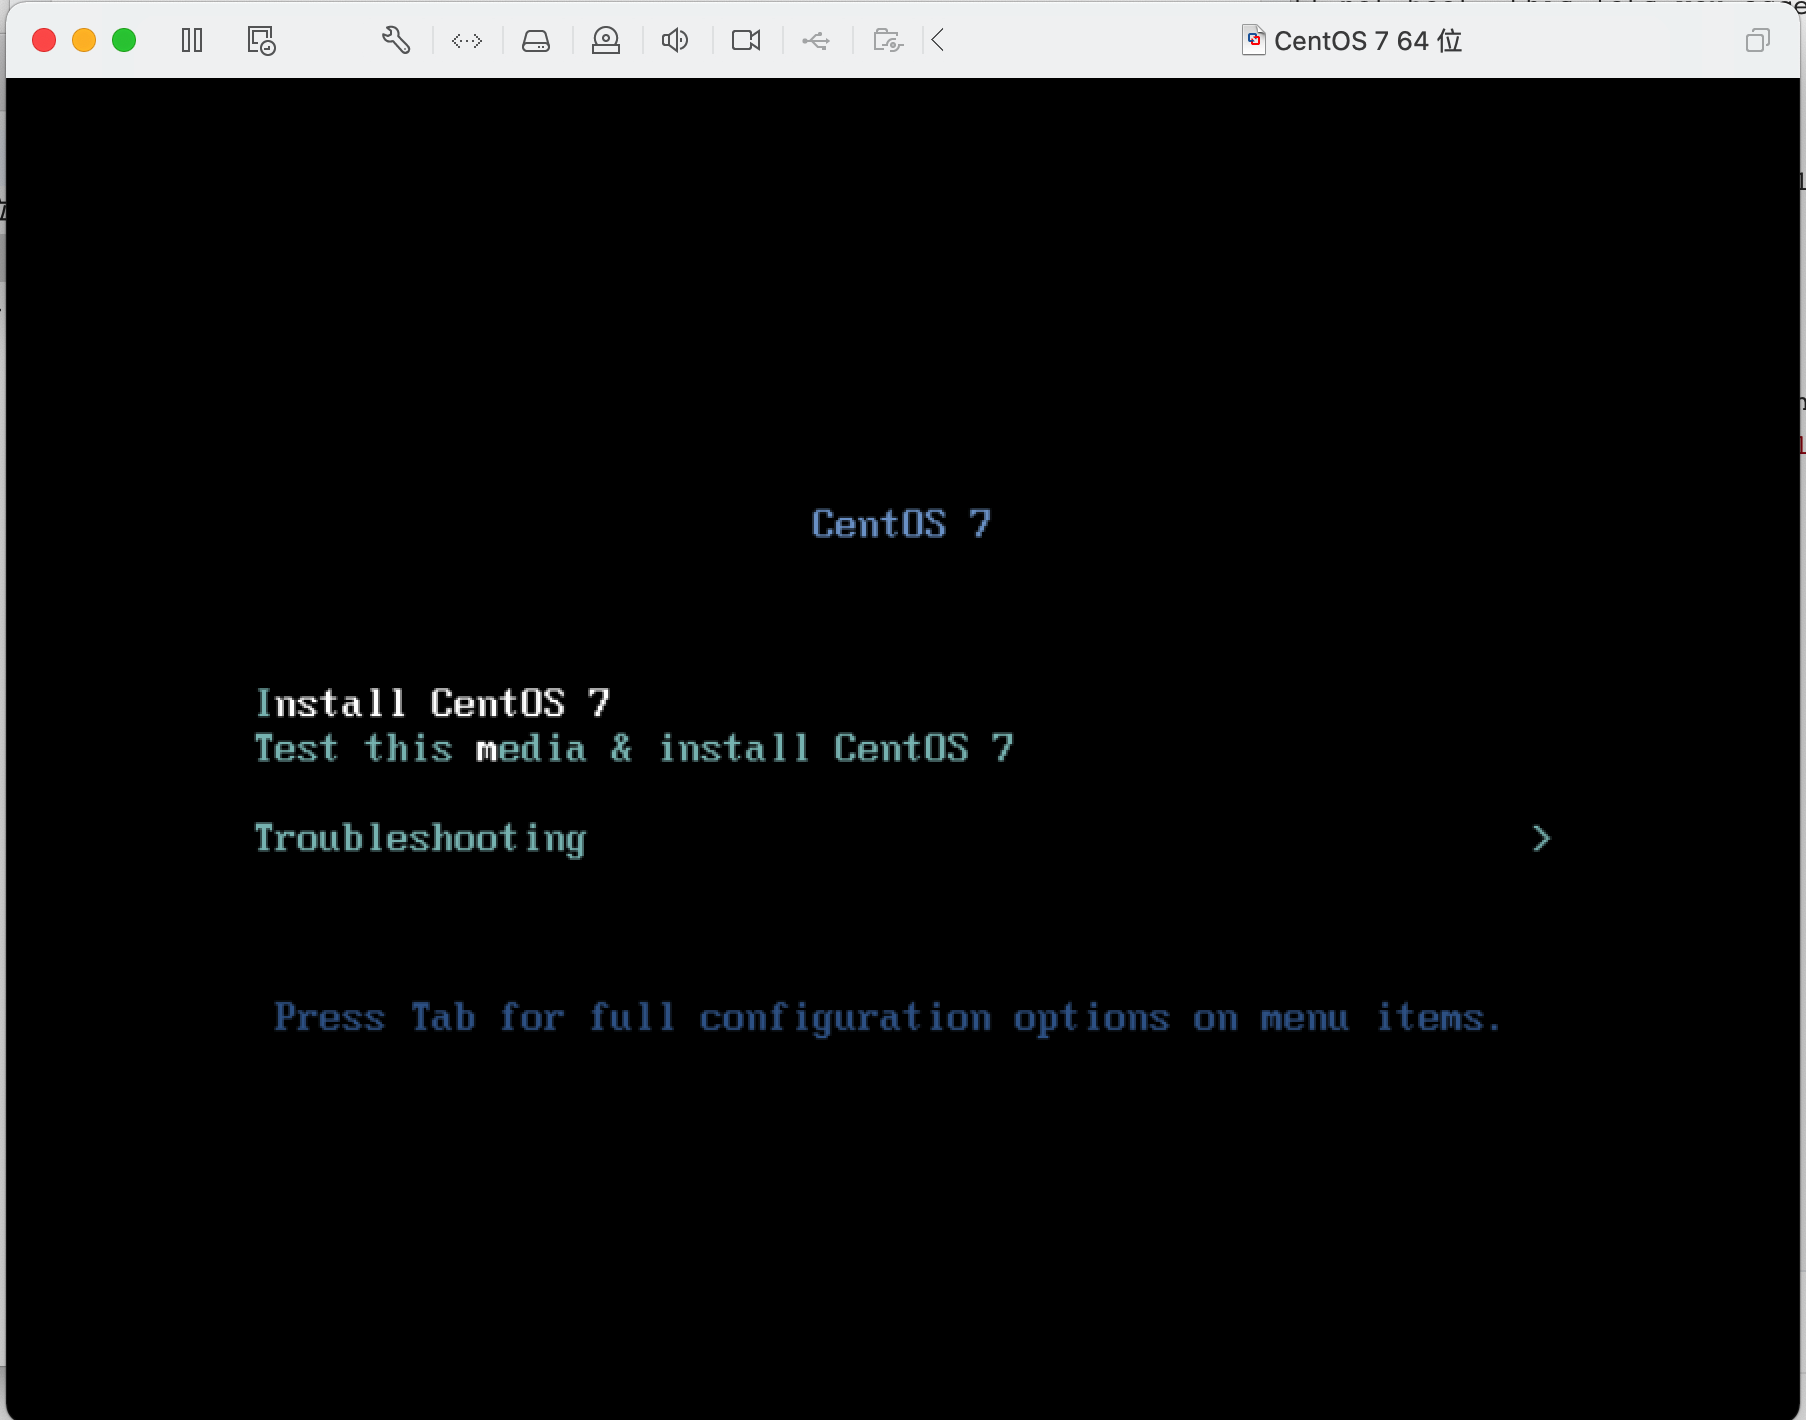 CentOS 7 64 位
CentOS 7
Install CentOS 7
Test this media & install CentOS 7
Troubleshooting >
Press Tab for full configuration options on menu items.